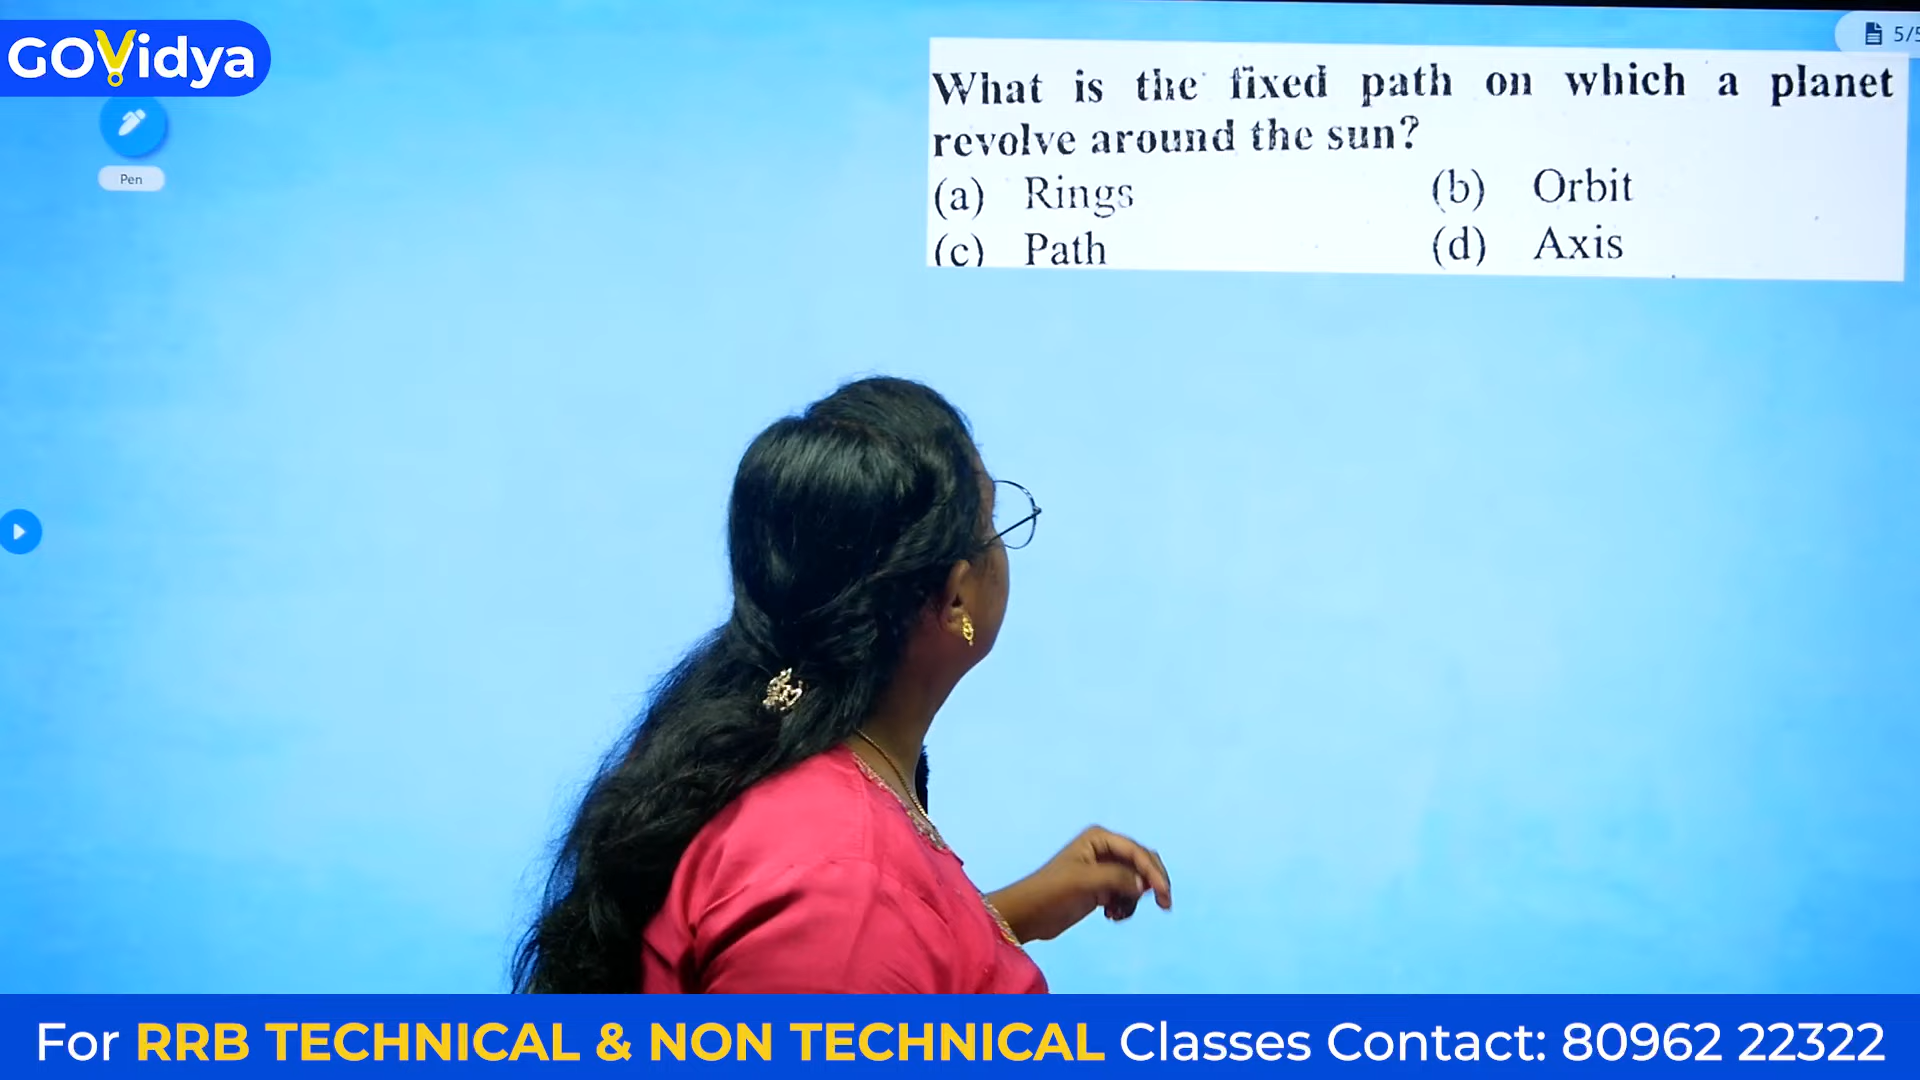 GOVidya
5/5
Pen
What is the fixed path on which a planet
revolve around the sun?
(a) Rings (b) Orbit
(c) Path (d) Axis
For RRB TECHNICAL & NON TECHNICAL Classes Contact: 80962 22322